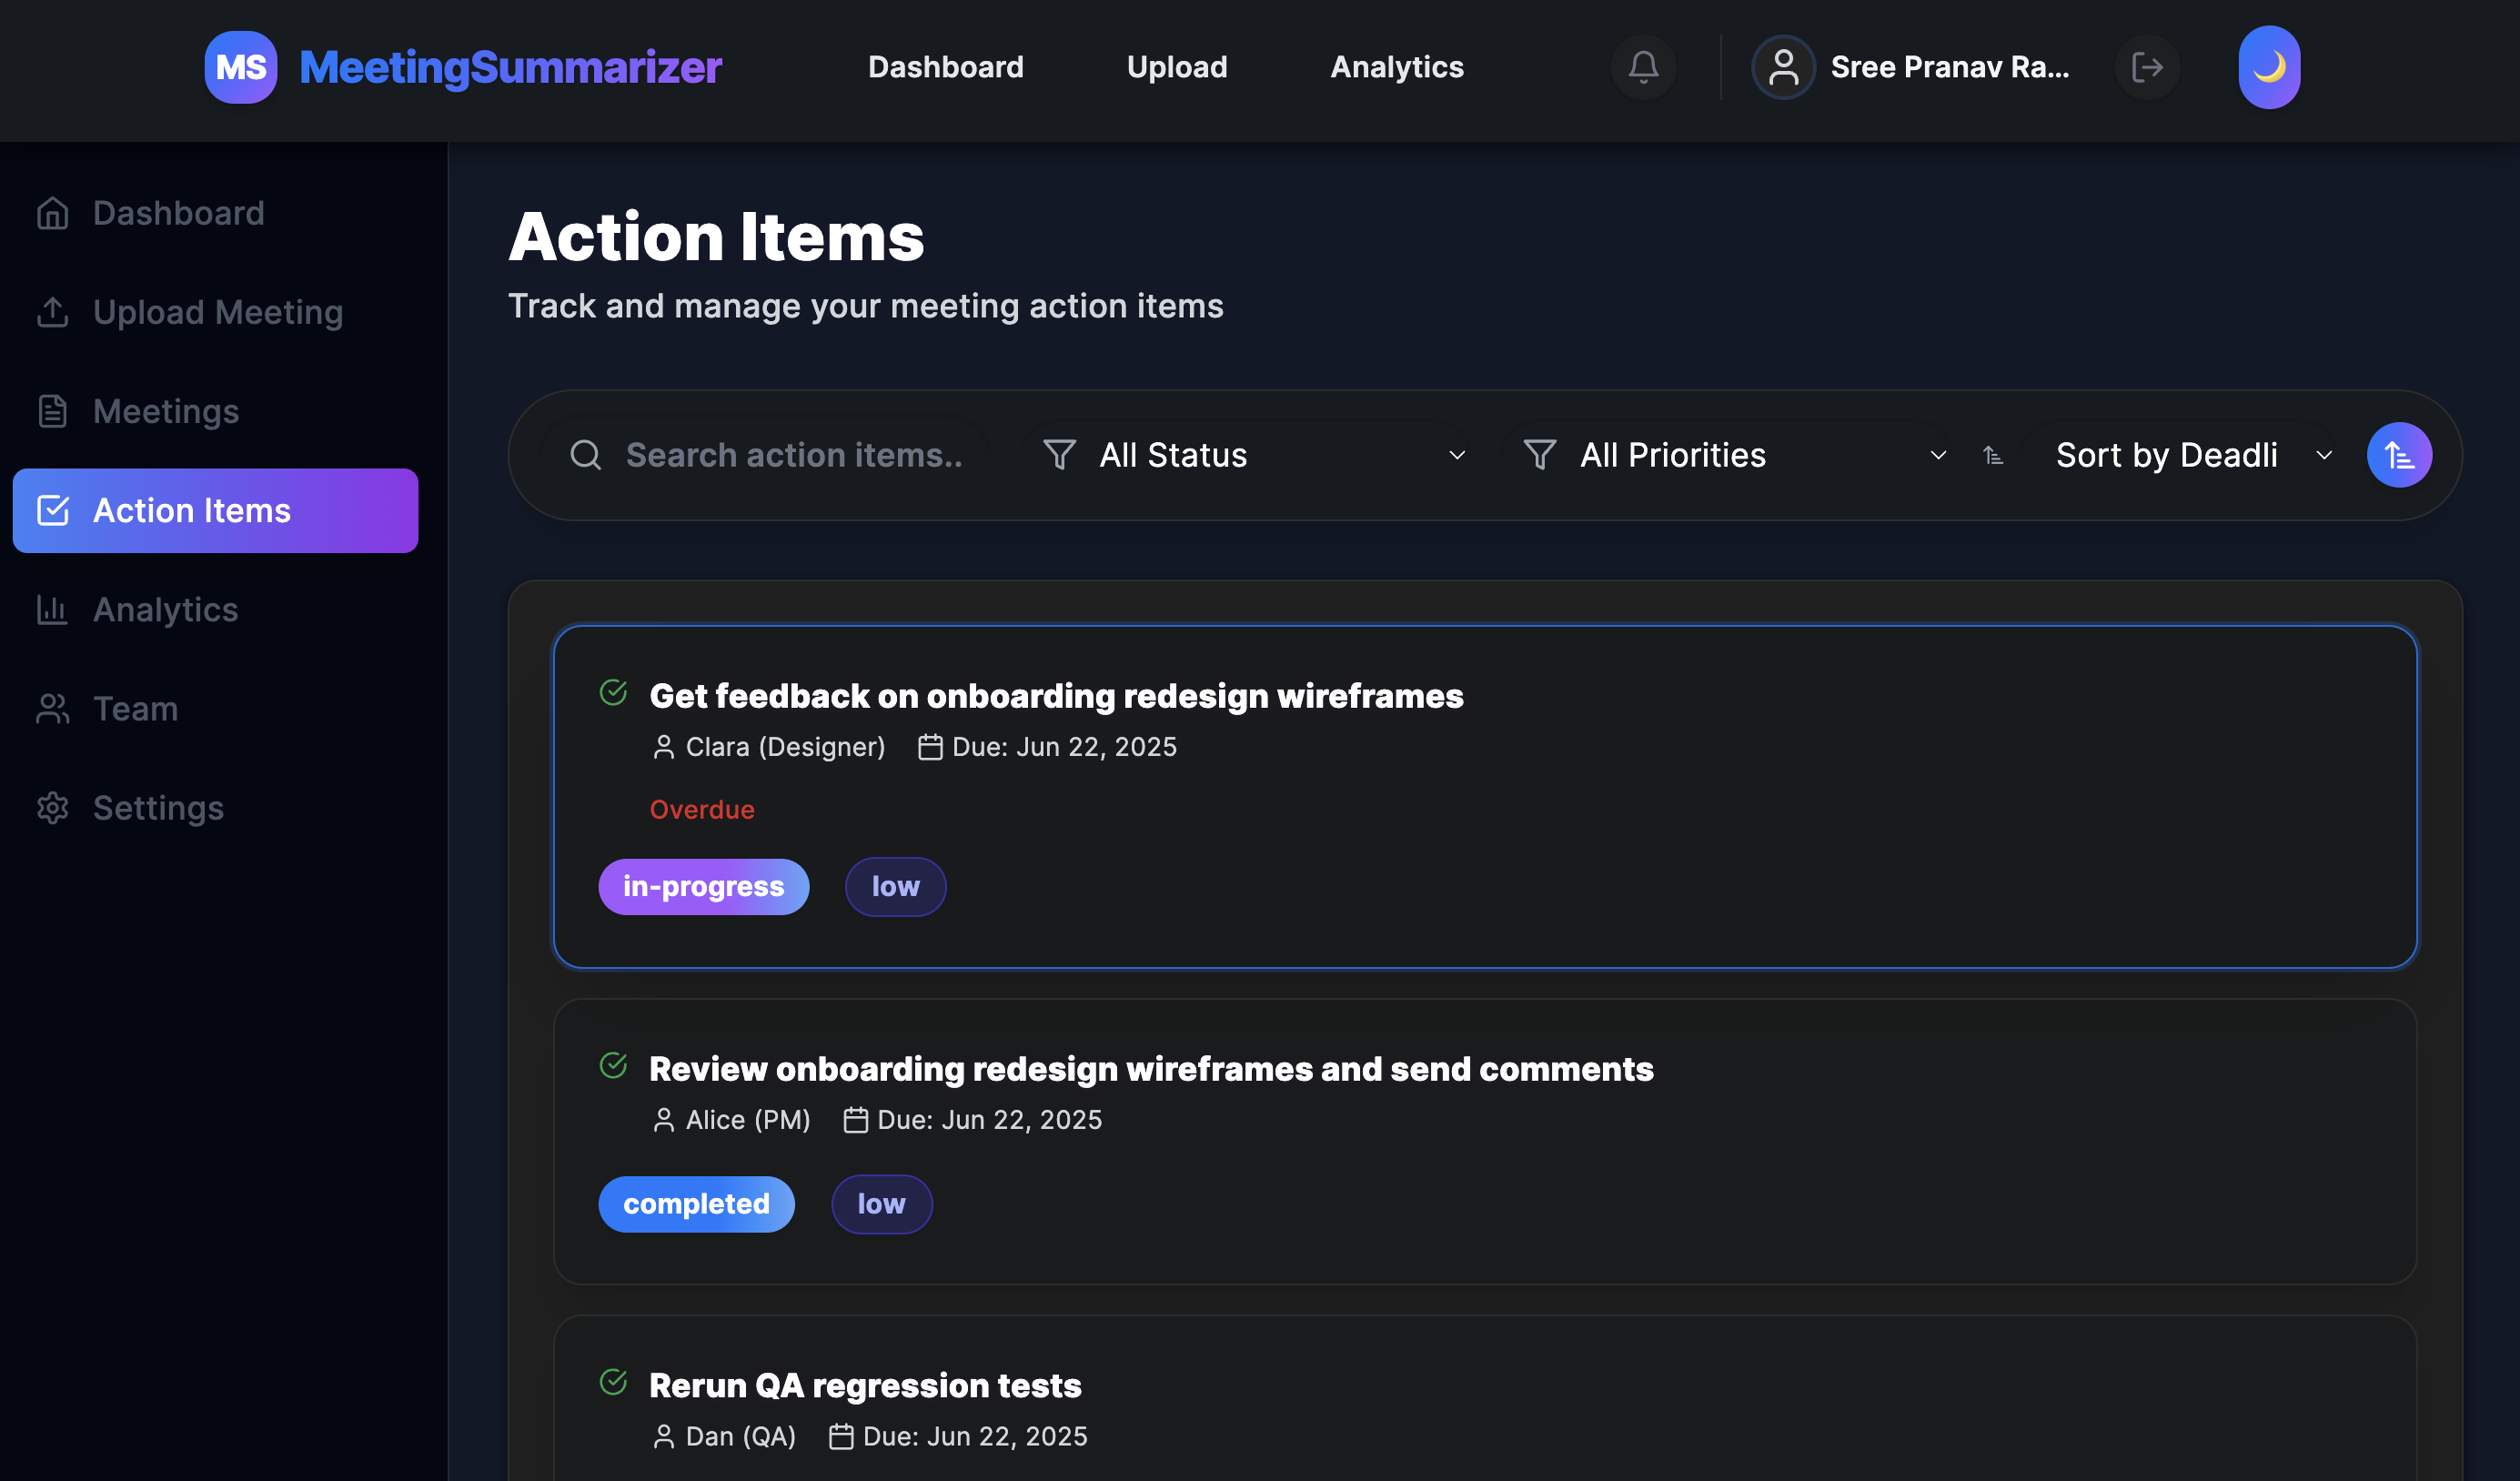 MS MeetingSummarizer Dashboard Upload Analytics Sree Pranav Ra...
Dashboard
Upload Meeting
Meetings
Action Items
Analytics
Team
Settings
Action Items
Track and manage your meeting action items
Search action items.. All Status All Priorities Sort by Deadli
Get feedback on onboarding redesign wireframes
Clara (Designer) Due: Jun 22, 2025
Overdue
in-progress low
Review onboarding redesign wireframes and send comments
Alice (PM) Due: Jun 22, 2025
completed low
Rerun QA regression tests
Dan (QA) Due: Jun 22, 2025